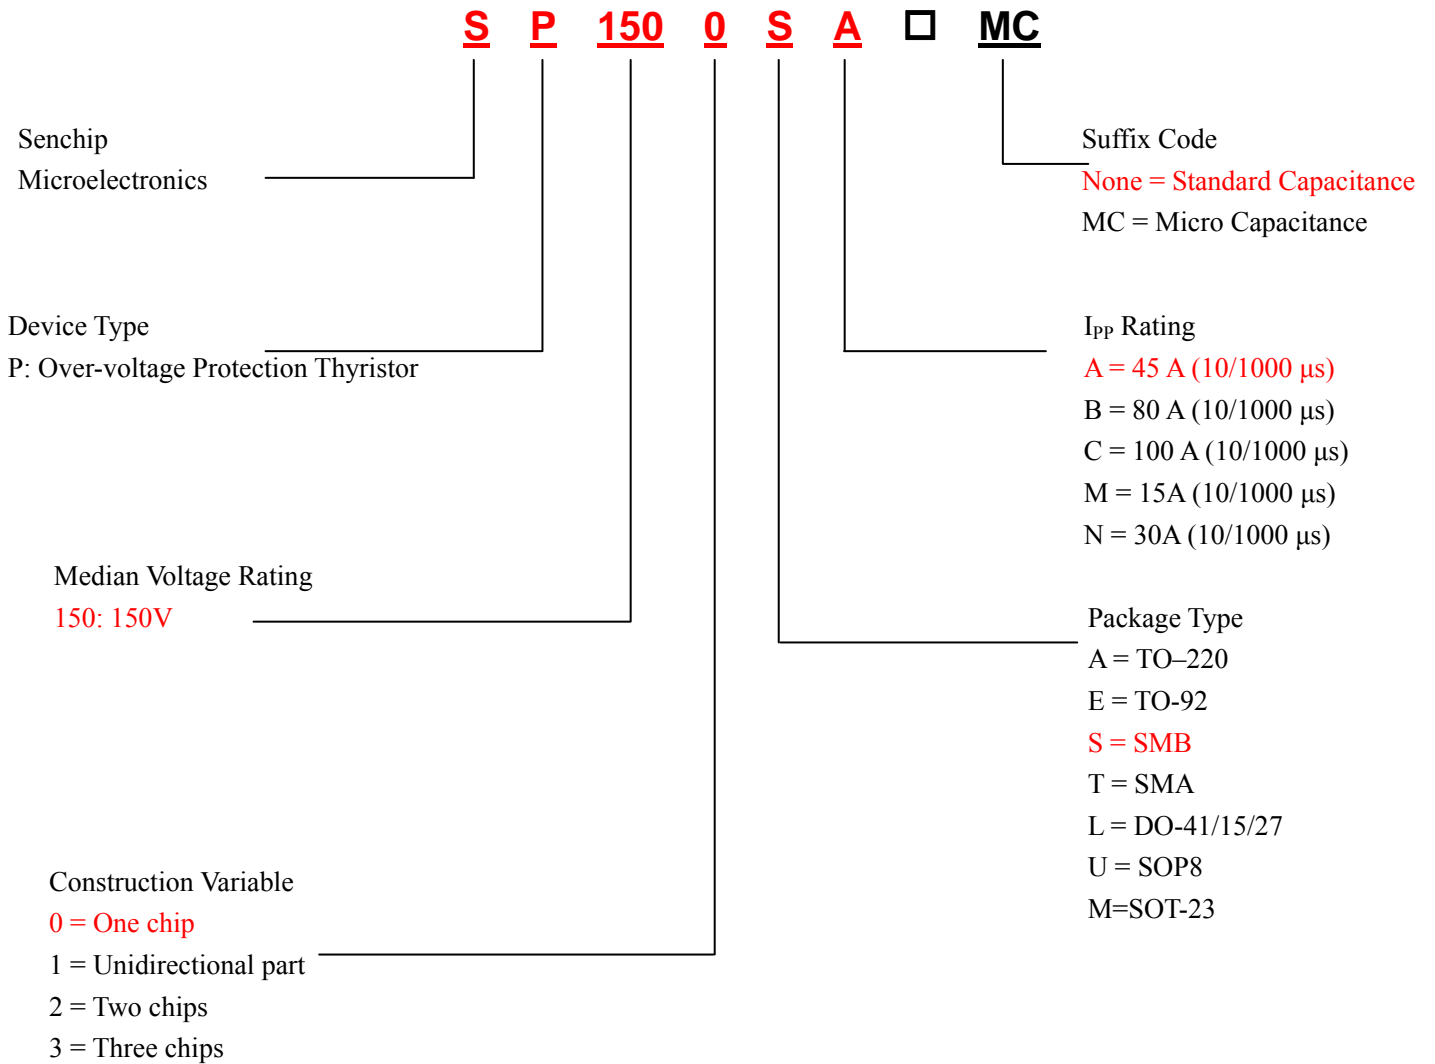 S P 150 0 S A □ MC
Senchip
Microelectronics
Device Type
P: Over-voltage Protection Thyristor
Median Voltage Rating
150: 150V
Construction Variable
0 = One chip
1 = Unidirectional part
2 = Two chips
3 = Three chips
Suffix Code
None = Standard Capacitance
MC = Micro Capacitance
IPP Rating
A = 45 A (10/1000 μs)
B = 80 A (10/1000 μs)
C = 100 A (10/1000 μs)
M = 15A (10/1000 μs)
N = 30A (10/1000 μs)
Package Type
A = TO–220
E = TO-92
S = SMB
T = SMA
L = DO-41/15/27
U = SOP8
M=SOT-23